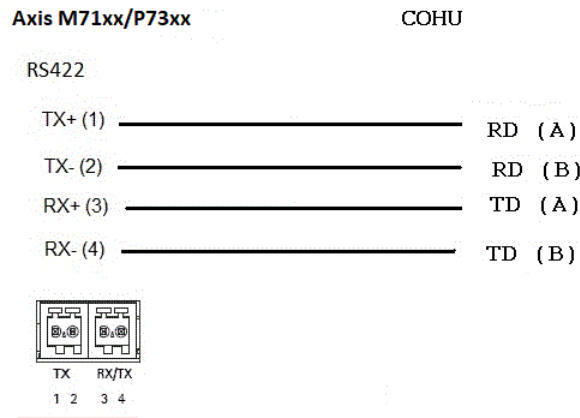 Axis M71xx/P73xx COHU
RS422
TX+ (1) RD (A)
TX- (2) RD (B)
RX+ (3) TD (A)
RX- (4) TD (B)
TX RX/TX
1 2 3 4